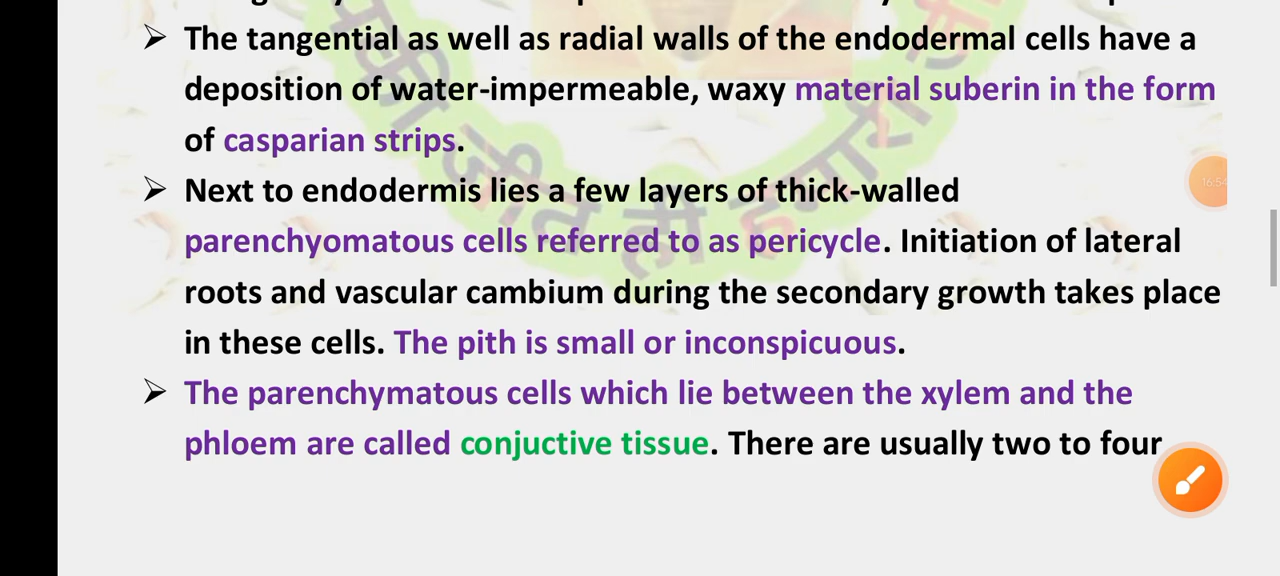 ➢ The tangential as well as radial walls of the endodermal cells have a
deposition of water-impermeable, waxy material suberin in the form
of casparian strips.
➢ Next to endodermis lies a few layers of thick-walled
parenchyomatous cells referred to as pericycle. Initiation of lateral
roots and vascular cambium during the secondary growth takes place
in these cells. The pith is small or inconspicuous.
➢ The parenchymatous cells which lie between the xylem and the
phloem are called conjuctive tissue. There are usually two to four
16:54
की जीत ही हमारी